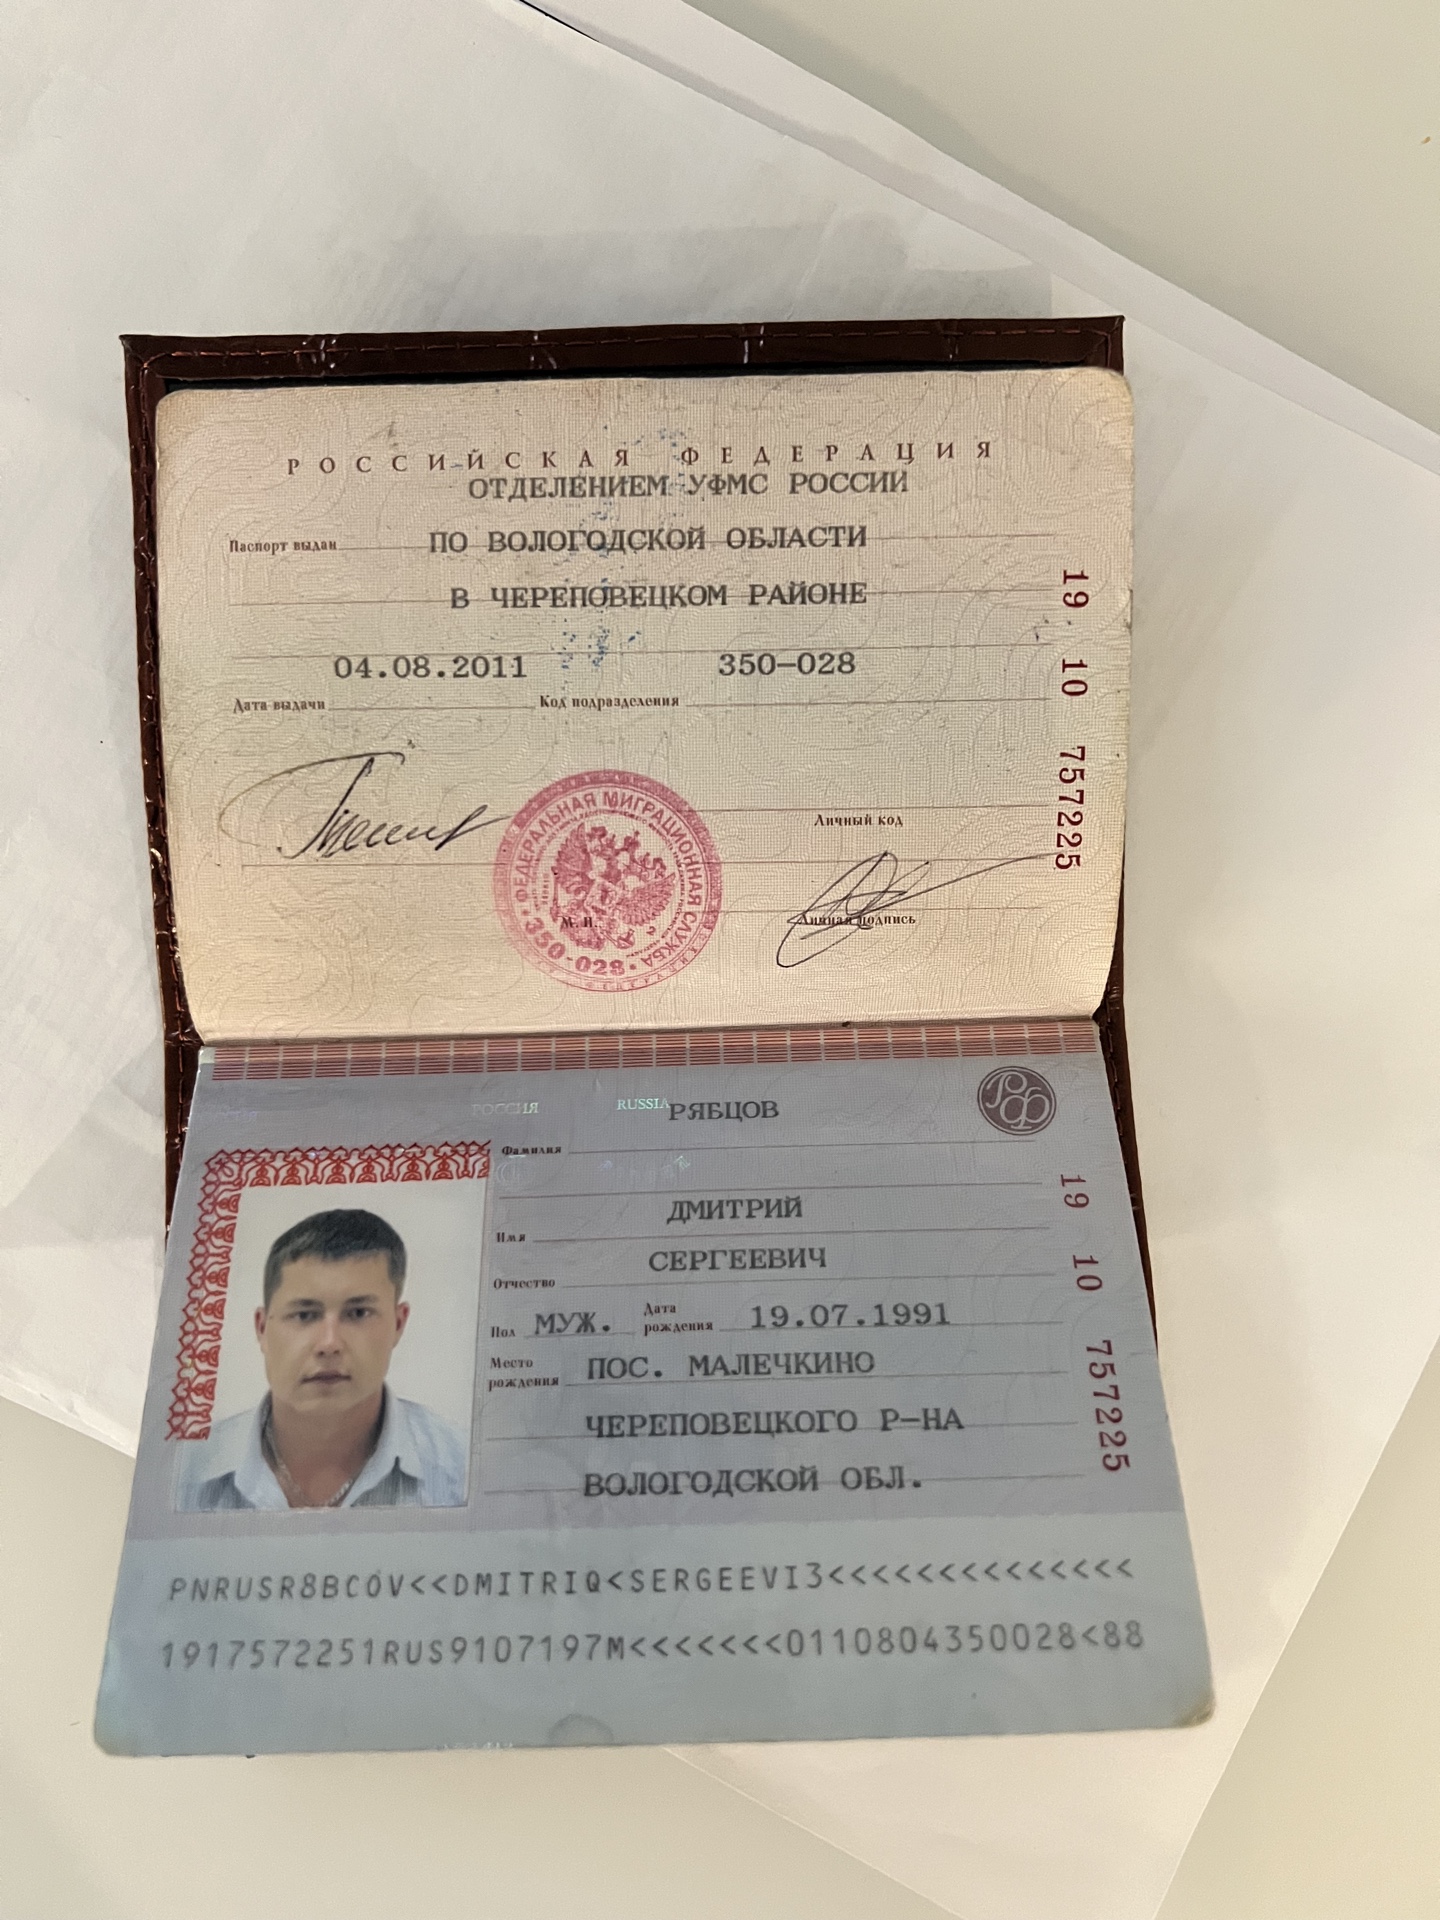 РОССИЙСКАЯ ФЕДЕРАЦИЯ
ОТДЕЛЕНИЕМ УФМС РОССИИ
Паспорт выдан ПО ВОЛОГОДСКОЙ ОБЛАСТИ
В ЧЕРЕПОВЕЦКОМ РАЙОНЕ
04.08.2011 350-028
Дата выдачи Код подразделения
19 10 757225
Личный код
ФЕДЕРАЛЬНАЯ МИГРАЦИОННАЯ СЛУЖБА
350-028
М. П.
Личная подпись
РОССИЯ RUSSIA РЯБЦОВ
РФ
Фамилия
ДМИТРИЙ
Имя
СЕРГЕЕВИЧ
Отчество
Пол МУЖ. Дата рождения 19.07.1991
Место рождения ПОС. МАЛЕЧКИНО
ЧЕРЕПОВЕЦКОГО Р-НА
ВОЛОГОДСКОЙ ОБЛ.
19 10 757225
PNRUSR8BCOV<<DMITRIQ<SERGEEVI3<<<<<<<<<<<<<<
1917572251RUS9107197M<<<<<<<0110804350028<88